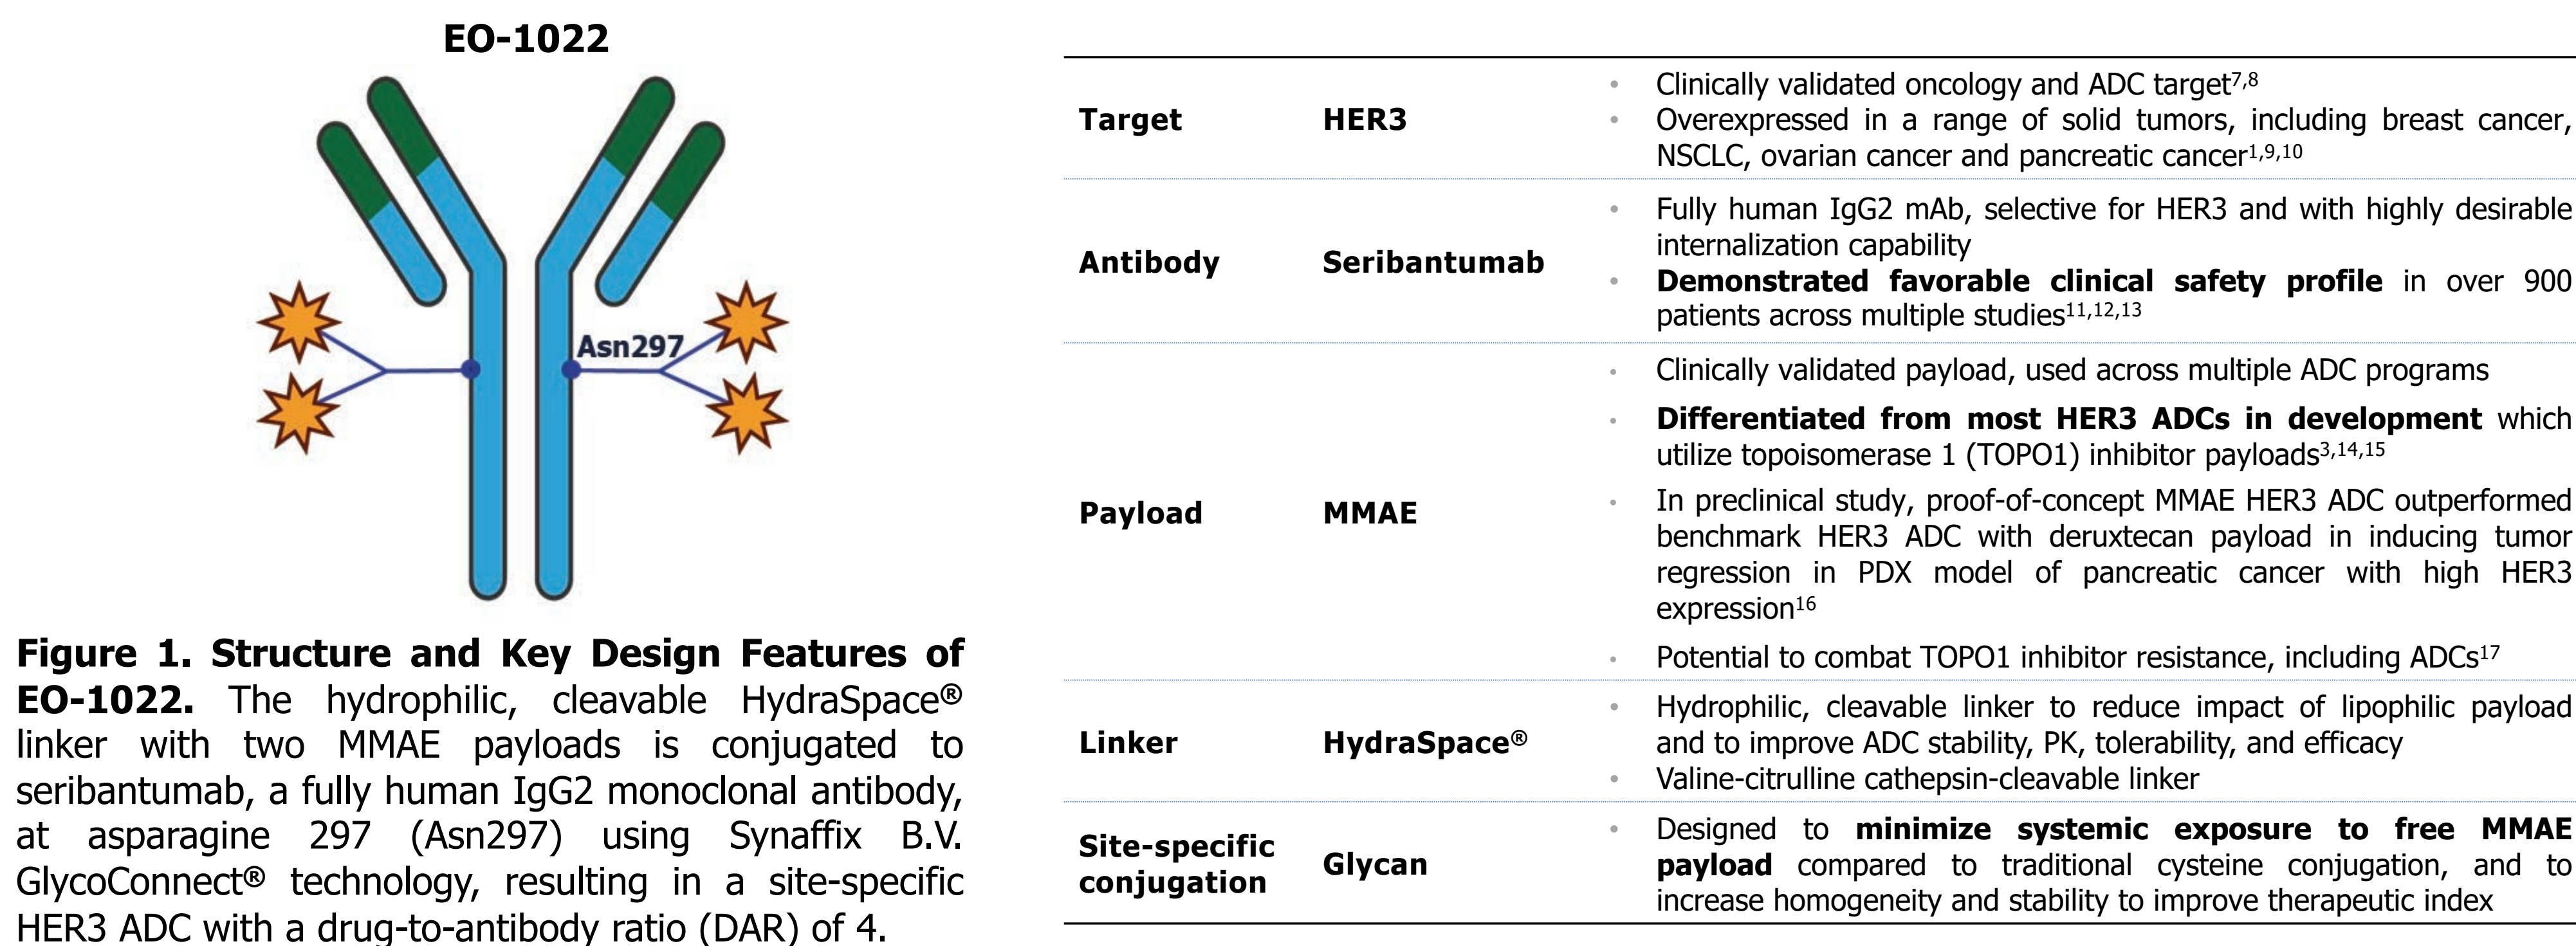 EO-1022
Asn297
Figure 1. Structure and Key Design Features of
EO-1022. The hydrophilic, cleavable HydraSpace®
linker with two MMAE payloads is conjugated to
seribantumab, a fully human IgG2 monoclonal antibody,
at asparagine 297 (Asn297) using Synaffix B.V.
GlycoConnect® technology, resulting in a site-specific
HER3 ADC with a drug-to-antibody ratio (DAR) of 4.
Target
HER3
• Clinically validated oncology and ADC target7,8
• Overexpressed in a range of solid tumors, including breast cancer,
NSCLC, ovarian cancer and pancreatic cancer1,9,10
Antibody
Seribantumab
• Fully human IgG2 mAb, selective for HER3 and with highly desirable
internalization capability
• Demonstrated favorable clinical safety profile in over 900
patients across multiple studies11,12,13
Payload
MMAE
• Clinically validated payload, used across multiple ADC programs
• Differentiated from most HER3 ADCs in development which
utilize topoisomerase 1 (TOPO1) inhibitor payloads3,14,15
• In preclinical study, proof-of-concept MMAE HER3 ADC outperformed
benchmark HER3 ADC with deruxtecan payload in inducing tumor
regression in PDX model of pancreatic cancer with high HER3
expression16
• Potential to combat TOPO1 inhibitor resistance, including ADCs17
Linker
HydraSpace®
• Hydrophilic, cleavable linker to reduce impact of lipophilic payload
and to improve ADC stability, PK, tolerability, and efficacy
• Valine-citrulline cathepsin-cleavable linker
Site-specific
conjugation
Glycan
• Designed to minimize systemic exposure to free MMAE
payload compared to traditional cysteine conjugation, and to
increase homogeneity and stability to improve therapeutic index